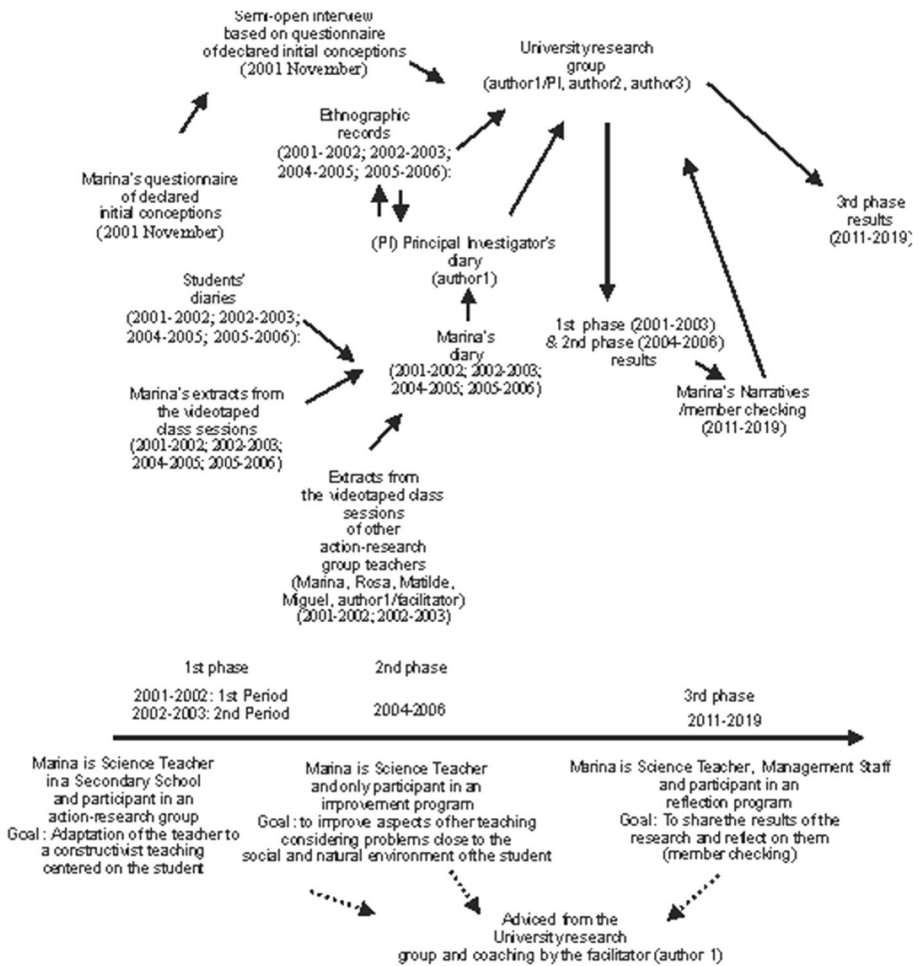 Semi-open interview
based on questionnaire
of declared initial conceptions
(2001 November)
University research
group
(author1/PI, author2, author3)
Ethnographic
records
(2001-2002; 2002-2003;
2004-2005; 2005-2006):
Marina's questionnaire
of declared
initial conceptions
(2001 November)
3rd phase
results
(2011-2019)
(PI) Principal Investigator's
diary
(author1)
Students'
diaries
(2001-2002; 2002-2003;
2004-2005; 2005-2006):
1st phase (2001-2003)
& 2nd phase (2004-2006)
results
Marina's
diary
(2001-2002; 2002-2003;
2004-2005; 2005-2006)
Marina's Narratives
/member checking
(2011-2019)
Marina's extracts from
the videotaped
class sessions
(2001-2002; 2002-2003;
2004-2005; 2005-2006)
Extracts from
the videotaped class
sessions
of other
action-research
group teachers
(Marina, Rosa, Matilde,
Miguel, author1/facilitator)
(2001-2002; 2002-2003)
1st phase
2001-2002: 1st Period
2002-2003: 2nd Period
2nd phase
2004-2006
3rd phase
2011-2019
Marina is Science Teacher
in a Secondary School
and participant in an
action-research group
Goal: Adaptation of the teacher to
a constructivist teaching
centered on the student
Marina is Science Teacher
and only participant in an
improvement program
Goal: to improve aspects of her teaching
considering problems close to the
social and natural environment of the student
Marina is Science Teacher, Management Staff
and participant in an
reflection program
Goal: To share the results of the
research and reflect on them
(member checking)
Adviced from the
University research
group and coaching by the facilitator (author 1)